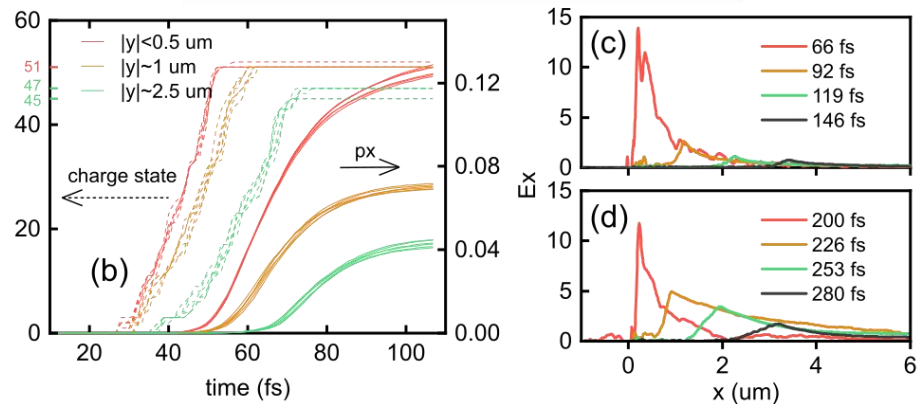 60
40
20
0
51
47
45
|y|<0.5 um
|y|~1 um
|y|~2.5 um
px
charge state
(b)
0.12
0.08
0.04
0.00
20 40 60 80 100
time (fs)
Ex
15
10
5
0
(c)
66 fs
92 fs
119 fs
146 fs
15
10
5
0
(d)
200 fs
226 fs
253 fs
280 fs
0 2 4 6
x (um)